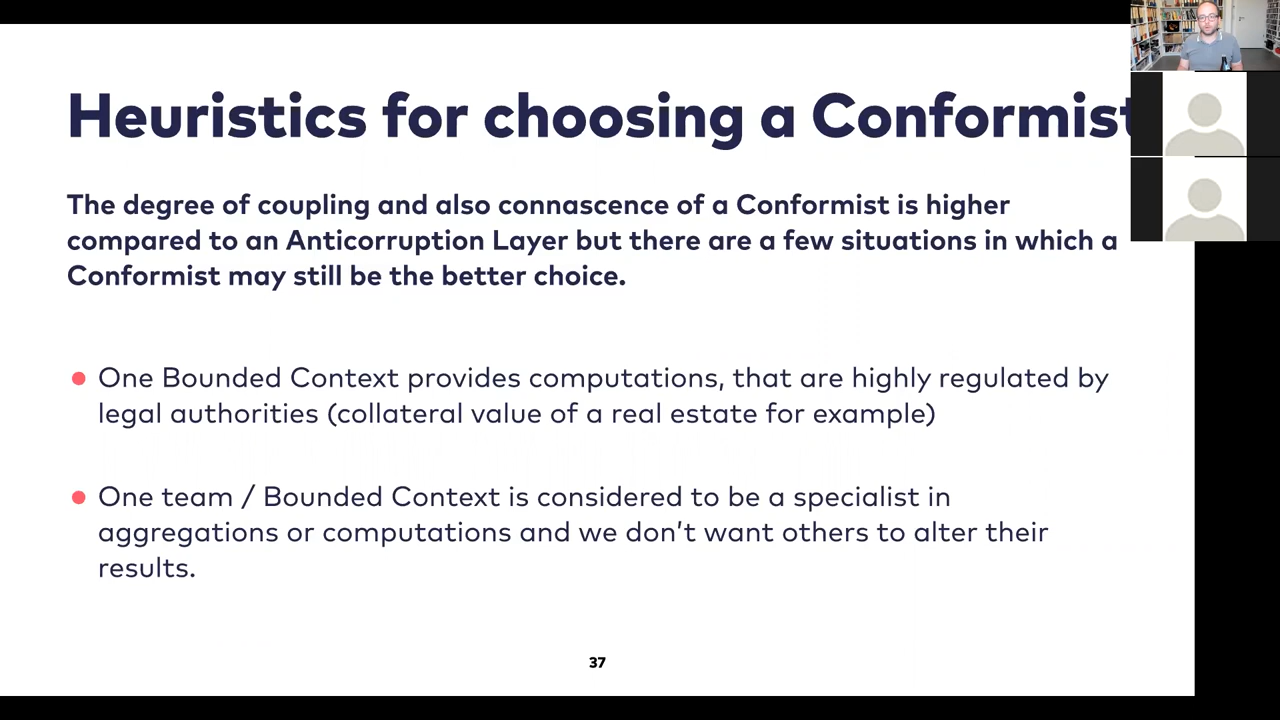 Heuristics for choosing a Conformist
The degree of coupling and also connascence of a Conformist is higher
compared to an Anticorruption Layer but there are a few situations in which a
Conformist may still be the better choice.
● One Bounded Context provides computations, that are highly regulated by
legal authorities (collateral value of a real estate for example)
● One team / Bounded Context is considered to be a specialist in
aggregations or computations and we don’t want others to alter their
results.
37